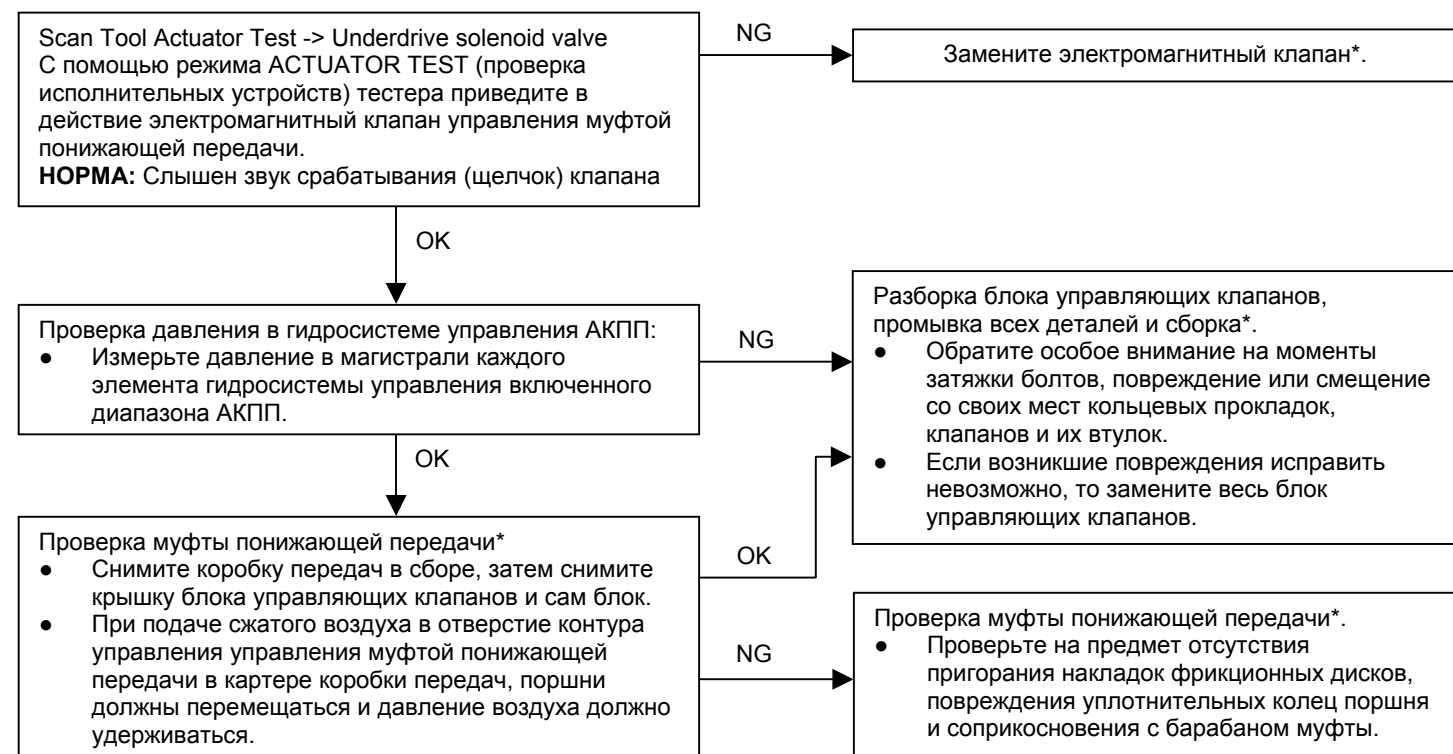 Scan Tool Actuator Test -> Underdrive solenoid valve
С помощью режима ACTUATOR TEST (проверка
исполнительных устройств) тестера приведите в
действие электромагнитный клапан управления муфтой
понижающей передачи.
НОРМА: Слышен звук срабатывания (щелчок) клапана
NG
Замените электромагнитный клапан*.
OK
Проверка давления в гидросистеме управления АКПП:
● Измерьте давление в магистрали каждого
элемента гидросистемы управления включенного
диапазона АКПП.
NG
Разборка блока управляющих клапанов,
промывка всех деталей и сборка*.
● Обратите особое внимание на моменты
затяжки болтов, повреждение или смещение
со своих мест кольцевых прокладок,
клапанов и их втулок.
● Если возникшие повреждения исправить
невозможно, то замените весь блок
управляющих клапанов.
OK
Проверка муфты понижающей передачи*
● Снимите коробку передач в сборе, затем снимите
крышку блока управляющих клапанов и сам блок.
● При подаче сжатого воздуха в отверстие контура
управления управления муфтой понижающей
передачи в картере коробки передач, поршни
должны перемещаться и давление воздуха должно
удерживаться.
OK
NG
Проверка муфты понижающей передачи*.
● Проверьте на предмет отсутствия
пригорания накладок фрикционных дисков,
повреждения уплотнительных колец поршня
и соприкосновения с барабаном муфты.